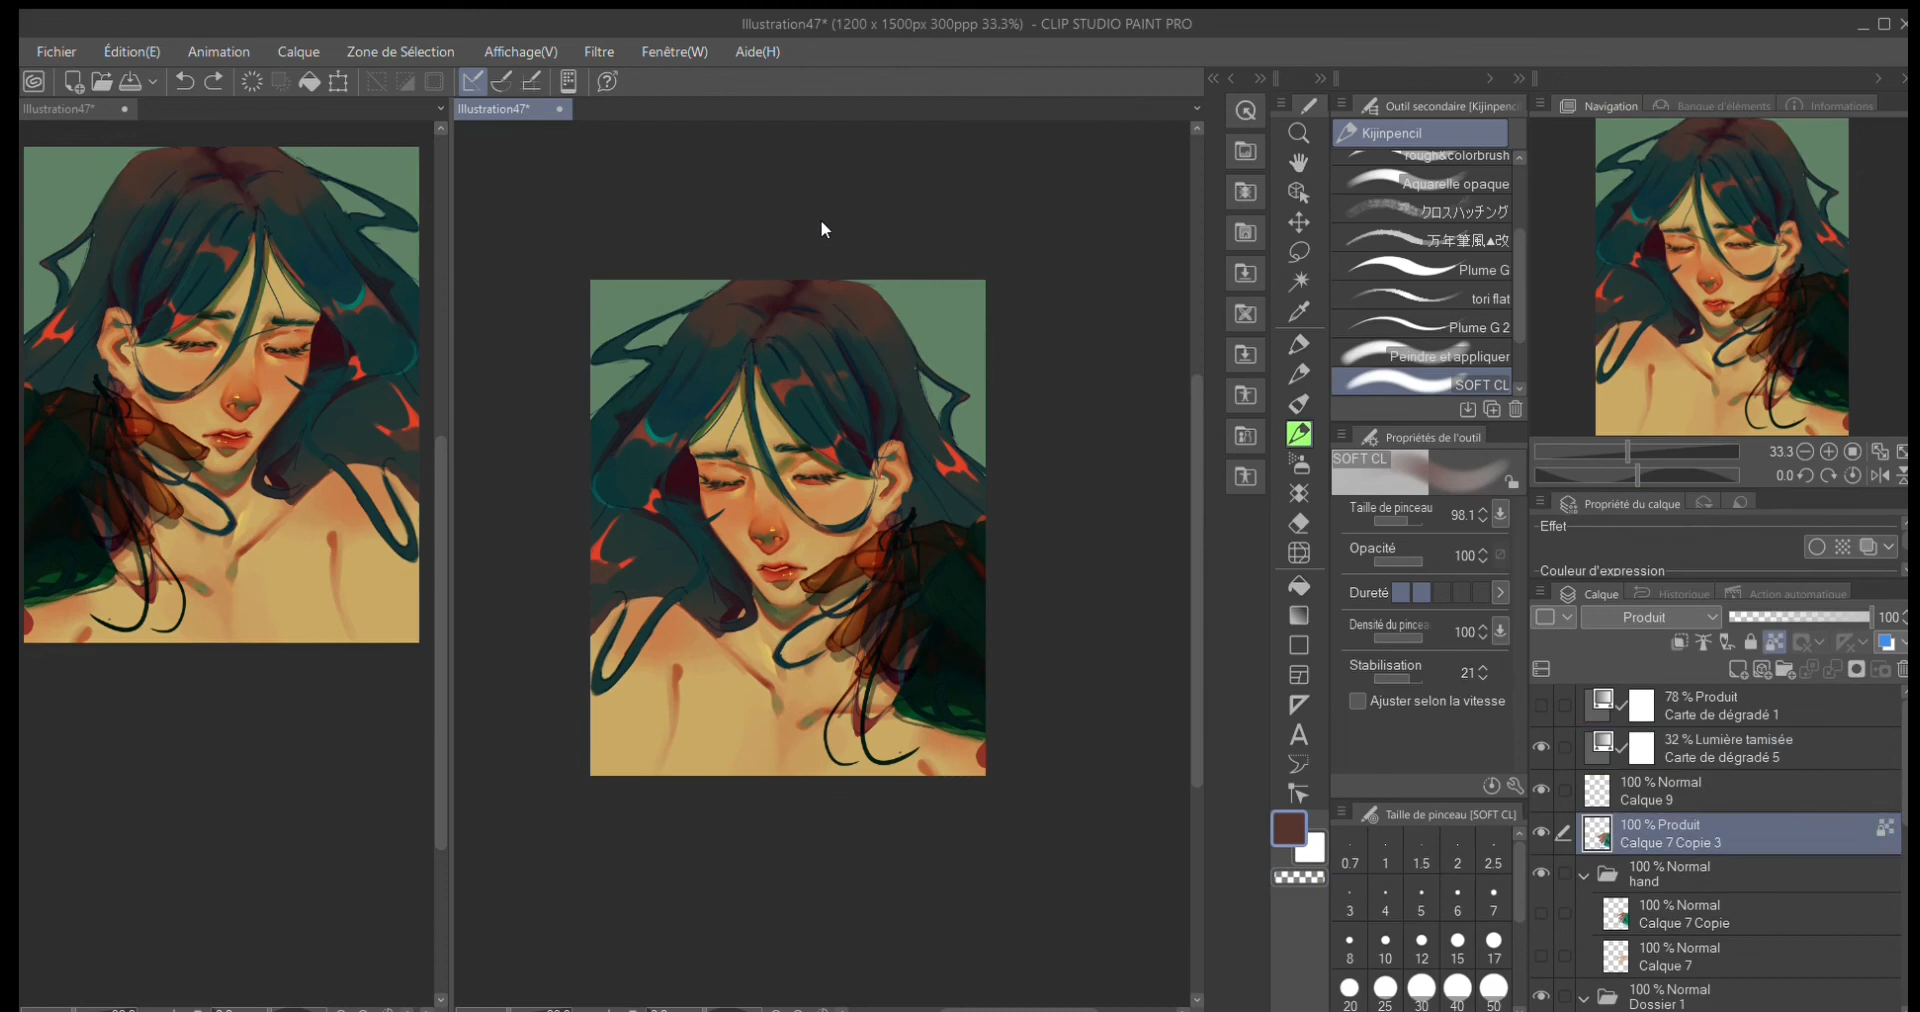 Illustration47* (1200 x 1500px 300ppp 33.3%) - CLIP STUDIO PAINT PRO
Fichier Édition(E) Animation Calque Zone de Sélection Affichage(V) Filtre Fenêtre(W) Aide(H)
Illustration47*
Illustration47*
Outil secondaire [Kijinpenci
Kijinpencil
rough&colorbrush
Aquarelle opaque
クロスハッチング
万年筆風▲改
Plume G
tori flat
Plume G 2
Peindre et appliquer
SOFT CL
Propriétés de l'outil
SOFT CL
Taille de pinceau 98.1
Opacité 100
Dureté
Densité du pincea 100
Stabilisation 21
Ajuster selon la vitesse
Taille de pinceau [SOFT CL]
0.7 1 1.5 2 2.5
3 4 5 6 7
8 10 12 15 17
20 25 30 40 50
Navigation Banque d'éléments Informations
33.3
0.0
Propriété du calque
Effet
Couleur d'expression
Calque Historique Action automatique
Produit 100
78 % Produit
Carte de dégradé 1
32 % Lumière tamisée
Carte de dégradé 5
100 % Normal
Calque 9
100 % Produit
Calque 7 Copie 3
100 % Normal
hand
100 % Normal
Calque 7 Copie
100 % Normal
Calque 7
100 % Normal
Dossier 1